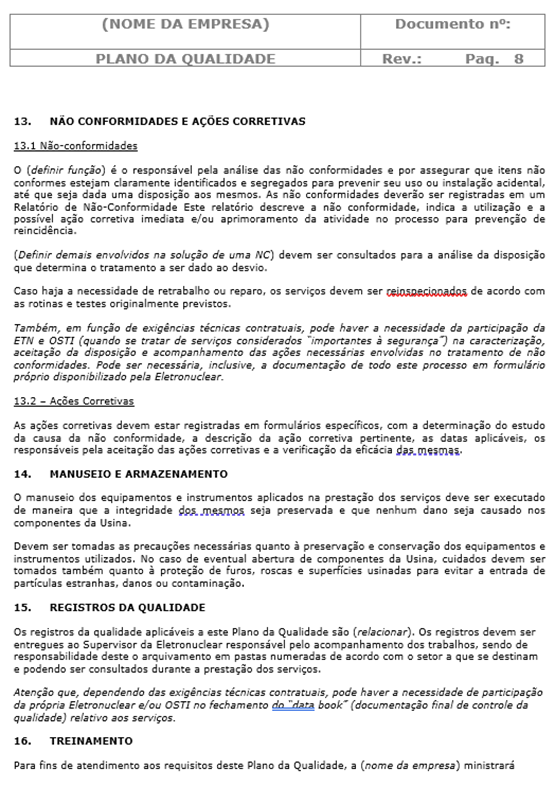 (NOME DA EMPRESA)
Documento nº:
PLANO DA QUALIDADE
Rev.: Pag. 8
13. NÃO CONFORMIDADES E AÇÕES CORRETIVAS
13.1 Não-conformidades
O (definir função) é o responsável pela análise das não conformidades e por assegurar que itens não
conformes estejam claramente identificados e segregados para prevenir seu uso ou instalação acidental,
até que seja dada uma disposição aos mesmos. As não conformidades deverão ser registradas em um
Relatório de Não-Conformidade Este relatório descreve a não conformidade, indica a utilização e a
possível ação corretiva imediata e/ou aprimoramento da atividade no processo para prevenção de
reincidência.
(Definir demais envolvidos na solução de uma NC) devem ser consultados para a análise da disposição
que determina o tratamento a ser dado ao desvio.
Caso haja a necessidade de retrabalho ou reparo, os serviços devem ser reinspecionados de acordo com
as rotinas e testes originalmente previstos.
Também, em função de exigências técnicas contratuais, pode haver a necessidade da participação da
ETN e OSTI (quando se tratar de serviços considerados "importantes à segurança") na caracterização,
aceitação da disposição e acompanhamento das ações necessárias envolvidas no tratamento de não
conformidades. Pode ser necessária, inclusive, a documentação de todo este processo em formulário
próprio disponibilizado pela Eletronuclear.
13.2 – Ações Corretivas
As ações corretivas devem estar registradas em formulários específicos, com a determinação do estudo
da causa da não conformidade, a descrição da ação corretiva pertinente, as datas aplicáveis, os
responsáveis pela aceitação das ações corretivas e a verificação da eficácia das mesmas.
14. MANUSEIO E ARMAZENAMENTO
O manuseio dos equipamentos e instrumentos aplicados na prestação dos serviços deve ser executado
de maneira que a integridade dos mesmos seja preservada e que nenhum dano seja causado nos
componentes da Usina.
Devem ser tomadas as precauções necessárias quanto à preservação e conservação dos equipamentos e
instrumentos utilizados. No caso de eventual abertura de componentes da Usina, cuidados devem ser
tomados também quanto à proteção de furos, roscas e superfícies usinadas para evitar a entrada de
partículas estranhas, danos ou contaminação.
15. REGISTROS DA QUALIDADE
Os registros da qualidade aplicáveis a este Plano da Qualidade são (relacionar). Os registros devem ser
entregues ao Supervisor da Eletronuclear responsável pelo acompanhamento dos trabalhos, sendo de
responsabilidade deste o arquivamento em pastas numeradas de acordo com o setor a que se destinam
e podendo ser consultados durante a prestação dos serviços.
Atenção que, dependendo das exigências técnicas contratuais, pode haver a necessidade de participação
da própria Eletronuclear e/ou OSTI no fechamento do "data book" (documentação final de controle da
qualidade) relativo aos serviços.
16. TREINAMENTO
Para fins de atendimento aos requisitos deste Plano da Qualidade, a (nome da empresa) ministrará